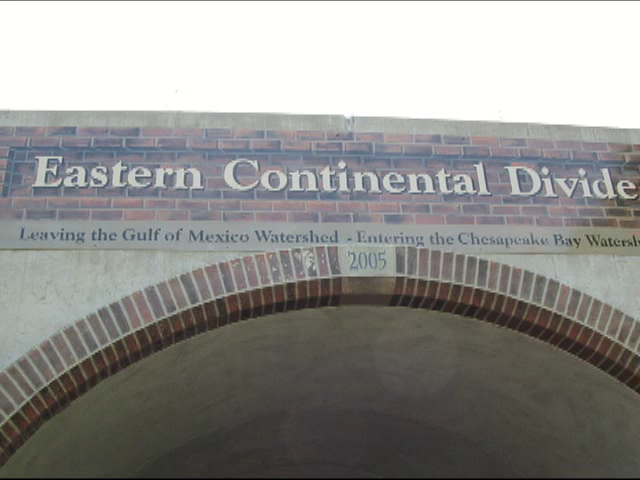 Eastern Continental Divide
Leaving the Gulf of Mexico Watershed - Entering the Chesapeake Bay Watersh
2005